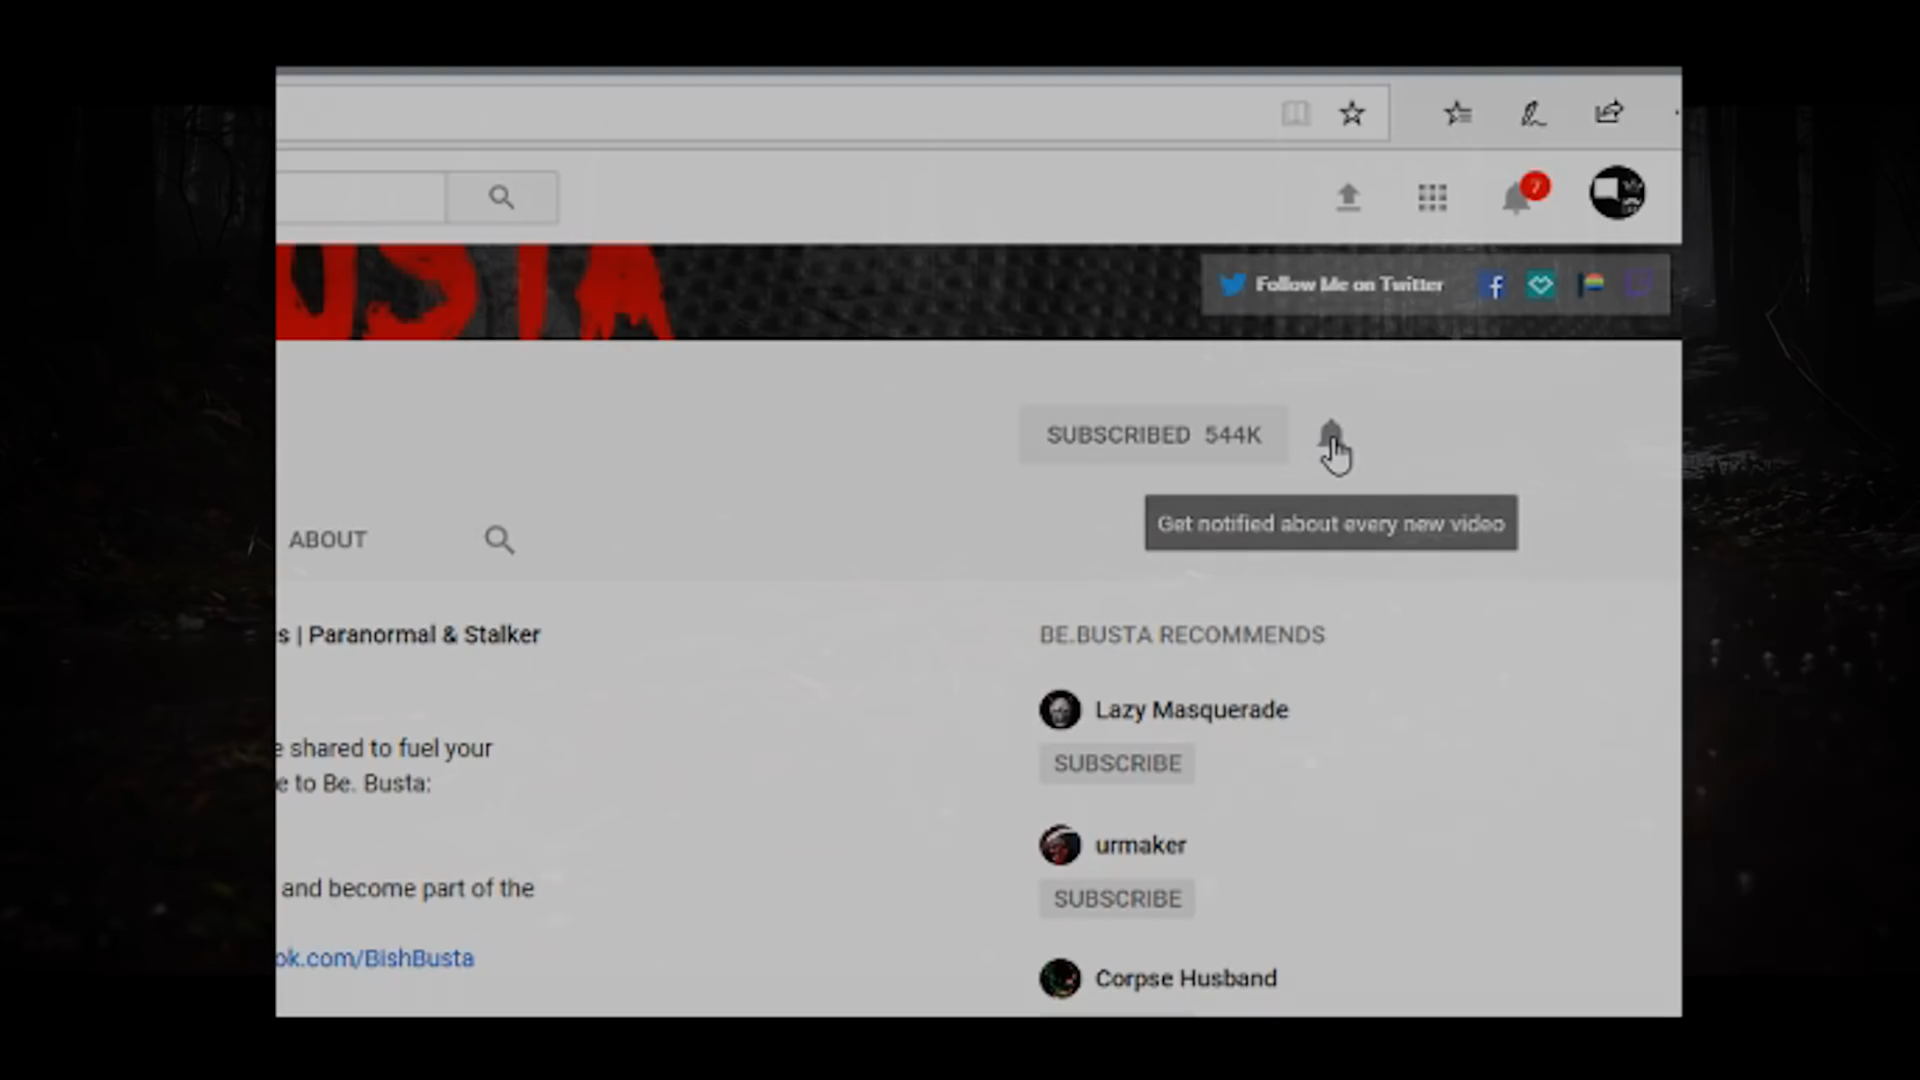 7
USTA
Follow Me on Twitter
SUBSCRIBED 544K
Get notified about every new video
ABOUT
s | Paranormal & Stalker
BE.BUSTA RECOMMENDS
Lazy Masquerade
SUBSCRIBE
e shared to fuel your
e to Be. Busta:
urmaker
SUBSCRIBE
and become part of the
ok.com/BishBusta
Corpse Husband